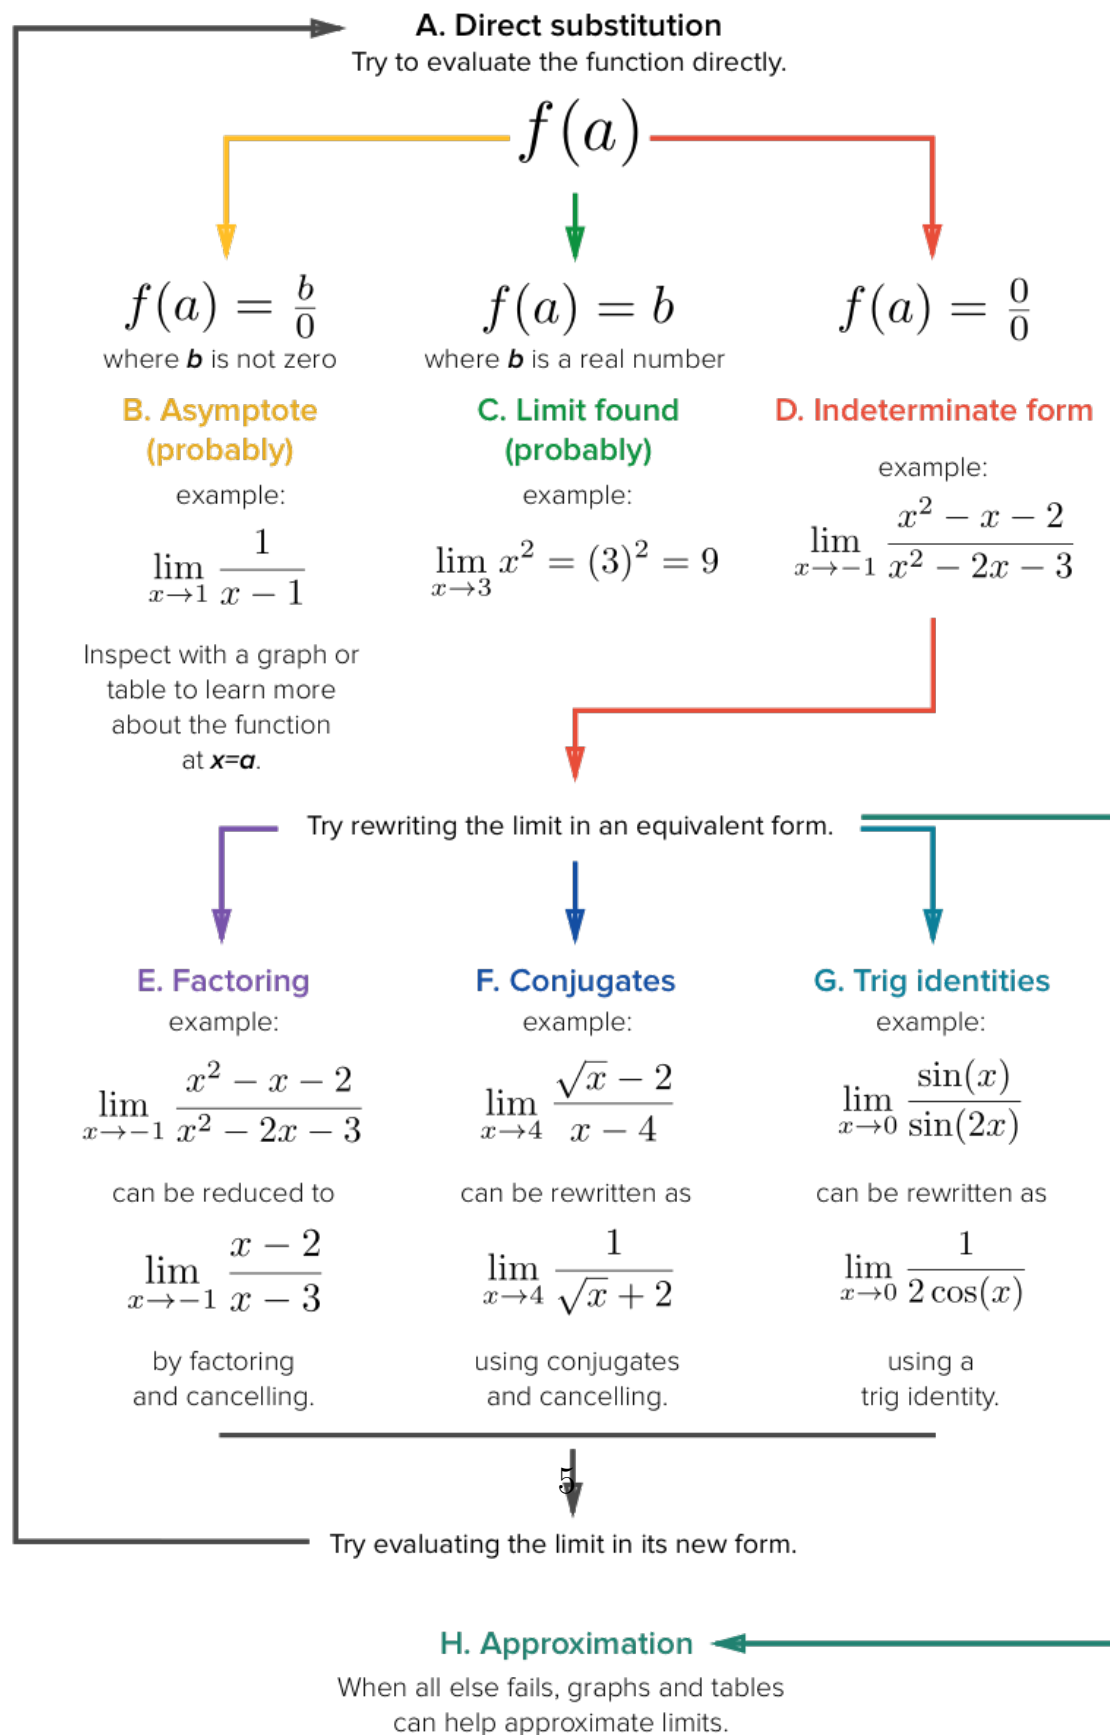 A. Direct substitution
Try to evaluate the function directly.
f(a)
f(a) = b/0
where b is not zero
B. Asymptote
(probably)
example:
lim x→1 1/(x − 1)
Inspect with a graph or
table to learn more
about the function
at x=a.
f(a) = b
where b is a real number
C. Limit found
(probably)
example:
lim x→3 x² = (3)² = 9
f(a) = 0/0
D. Indeterminate form
example:
lim x→−1 (x² − x − 2)/(x² − 2x − 3)
Try rewriting the limit in an equivalent form.
E. Factoring
example:
lim x→−1 (x² − x − 2)/(x² − 2x − 3)
can be reduced to
lim x→−1 (x − 2)/(x − 3)
by factoring
and cancelling.
F. Conjugates
example:
lim x→4 (√x − 2)/(x − 4)
can be rewritten as
lim x→4 1/(√x + 2)
using conjugates
and cancelling.
G. Trig identities
example:
lim x→0 sin(x)/sin(2x)
can be rewritten as
lim x→0 1/(2 cos(x))
using a
trig identity.
5
Try evaluating the limit in its new form.
H. Approximation
When all else fails, graphs and tables
can help approximate limits.